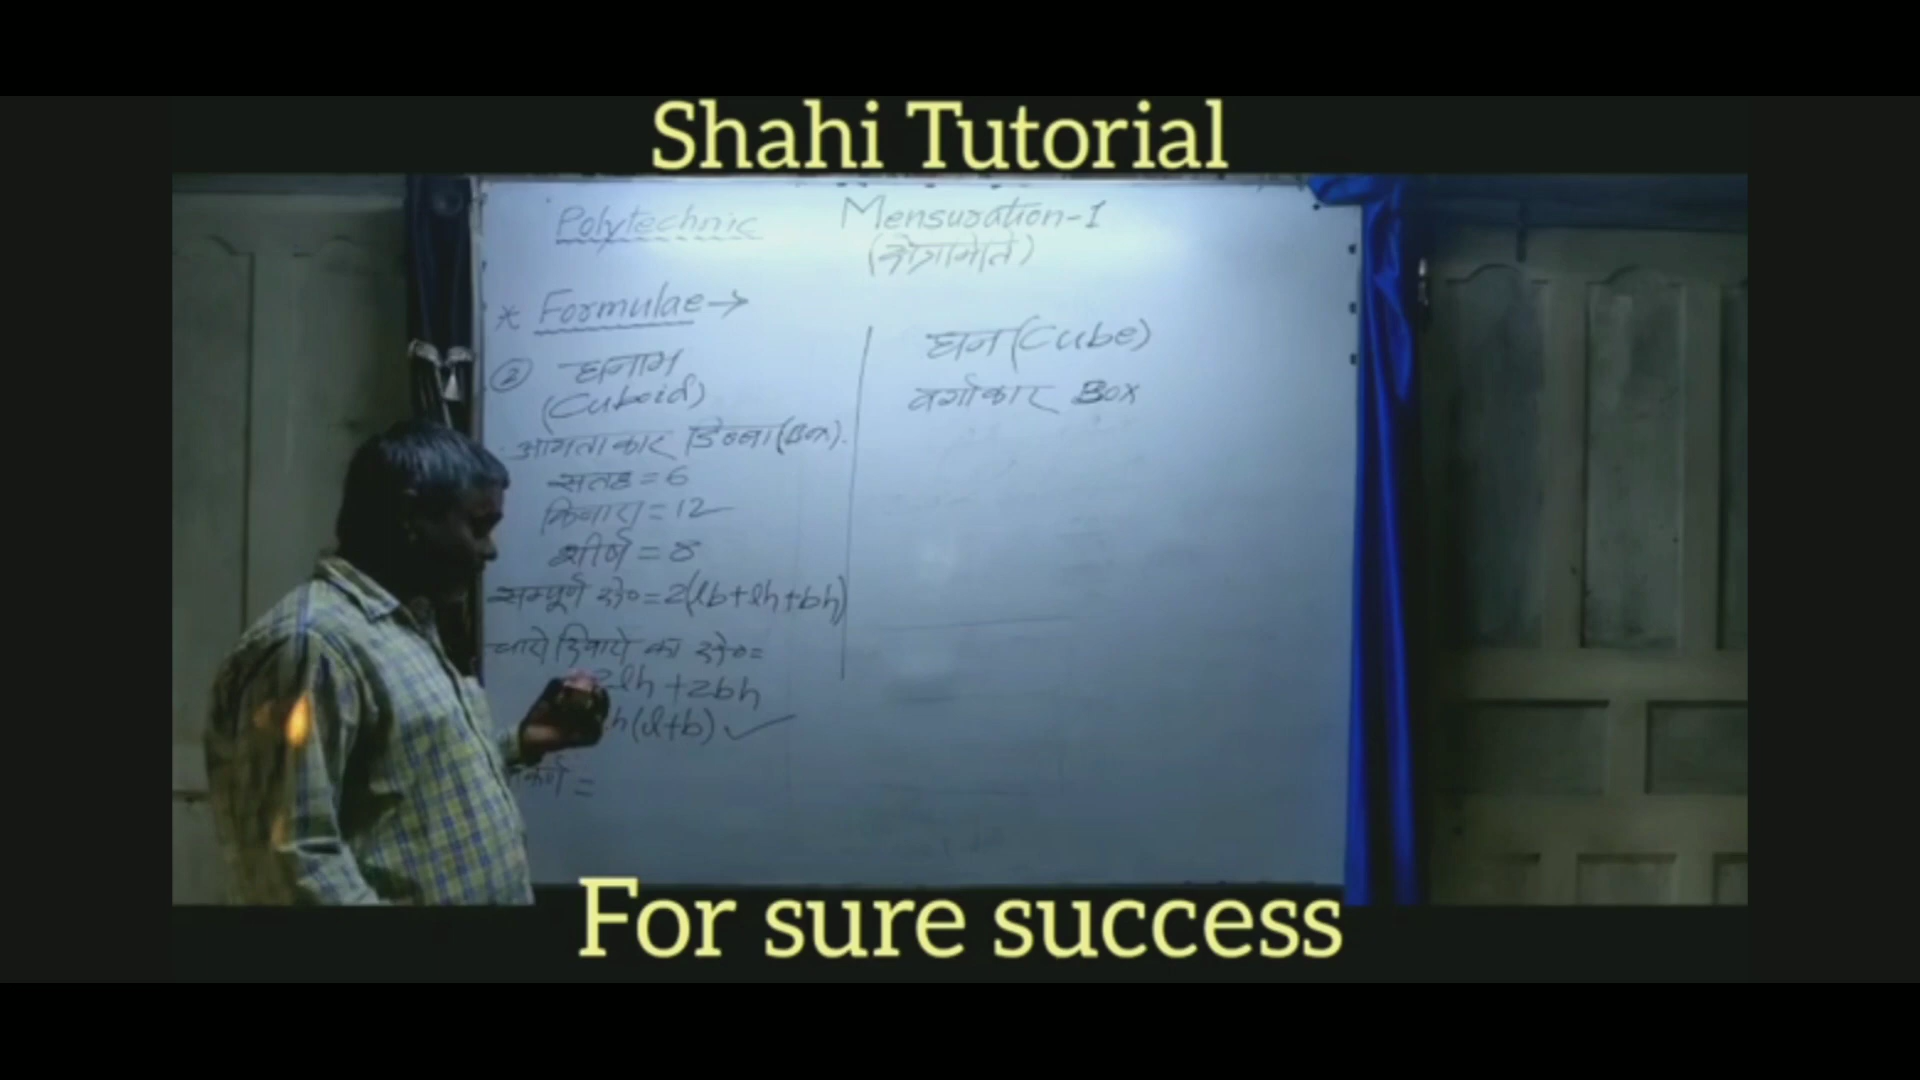 Shahi Tutorial
Polytechnic
Mensuration-1
(क्षेत्रमिति)
* Formulae →
② घनाभ
(Cuboid)
आयताकार डिब्बा (Box).
सतह = 6
किनारा = 12
शीर्ष = 8
सम्पूर्ण क्षे० = 2(lb+lh+bh)
चारो दिवारो का क्षे० =
2lh + 2bh
h(l+b) ✓
=
घन (Cube)
वर्गाकार Box
For sure success